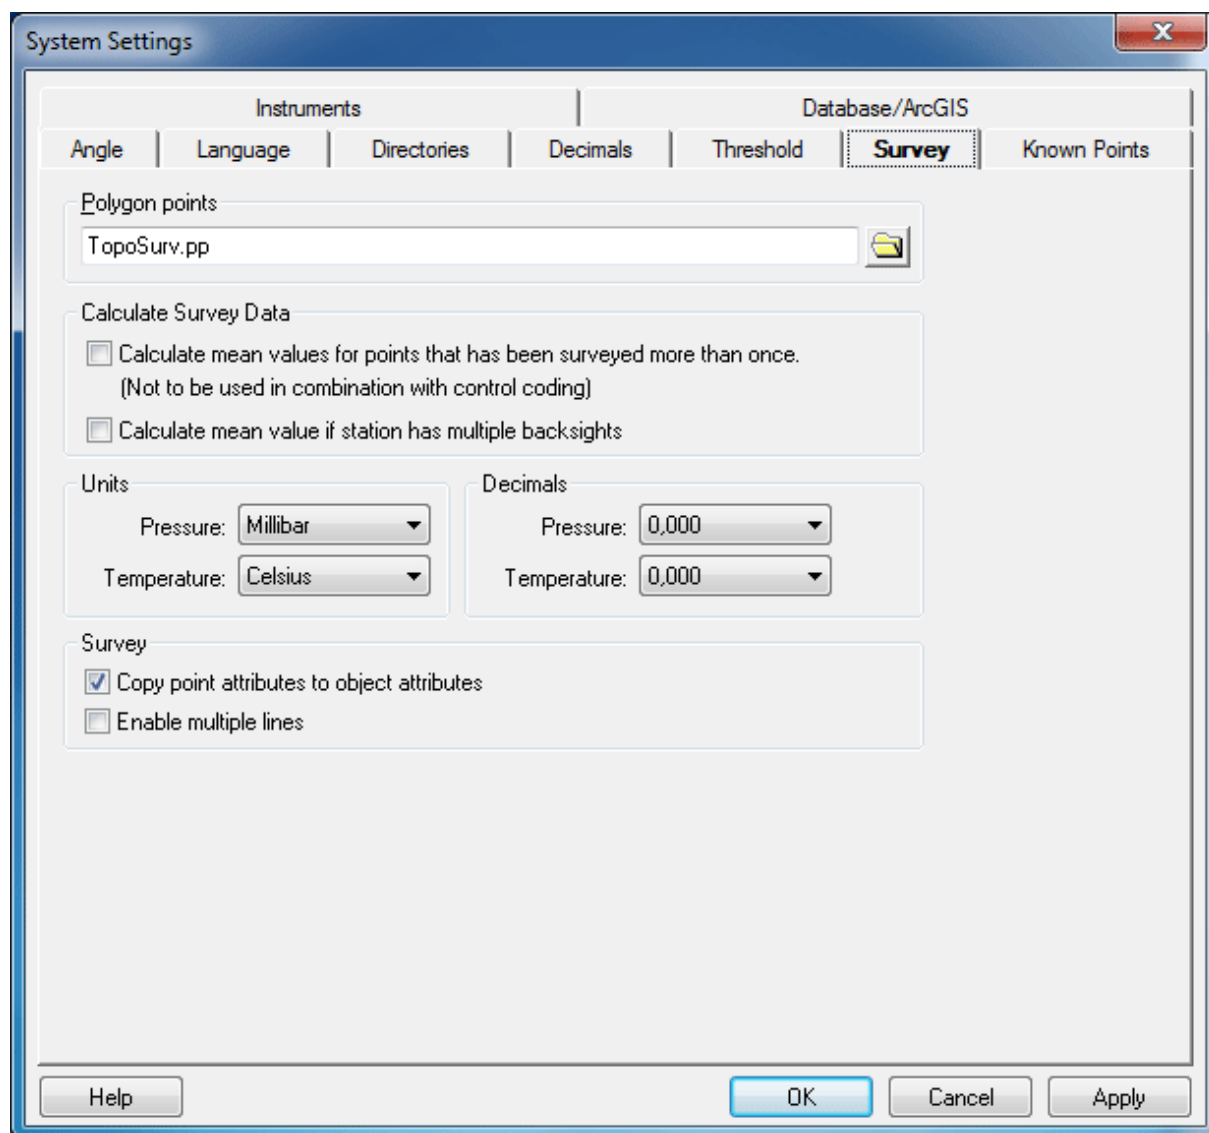 System Settings
Instruments Database/ArcGIS
Angle Language Directories Decimals Threshold Survey Known Points
Polygon points
TopoSurv.pp
Calculate Survey Data
Calculate mean values for points that has been surveyed more than once.
(Not to be used in combination with control coding)
Calculate mean value if station has multiple backsights
Units Decimals
Pressure: Millibar Pressure: 0,000
Temperature: Celsius Temperature: 0,000
Survey
Copy point attributes to object attributes
Enable multiple lines
Help OK Cancel Apply